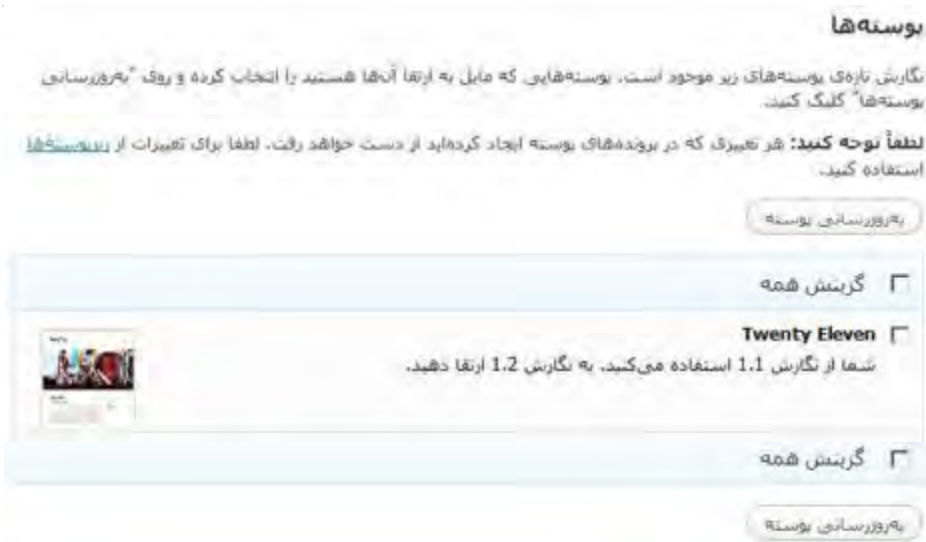 پوسته‌ها
نگارش تازه‌ی پوسته‌های زیر موجود است. پوسته‌هایی که مایل به ارتقا آن‌ها هستید را انتخاب کرده و روی "به‌روزرسانی
پوسته‌ها" کلیک کنید.
لطفاً توجه کنید: هر تغییری که در پرونده‌های پوسته ایجاد کرده‌اید از دست خواهد رفت. لطفا برای تغییرات از زیرپوسته‌ها
استفاده کنید.
به‌روزرسانی پوسته
گزینش همه
Twenty Eleven
شما از نگارش 1.1 استفاده می‌کنید. به نگارش 1.2 ارتقا دهید.
گزینش همه
به‌روزرسانی پوسته